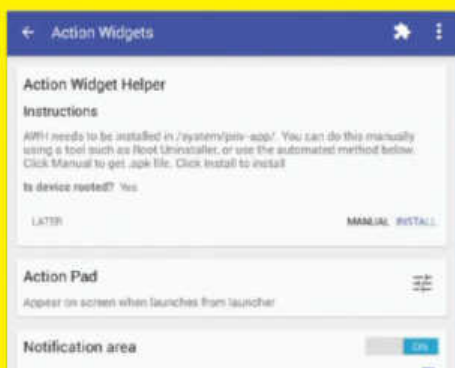 Action Widgets
Action Widget Helper
Instructions
AWH needs to be installed in /system/priv-app/. You can do this manually
using a tool such as Root Uninstaller, or use the automated method below.
Click Manual to get .apk file. Click Install to install
Is device rooted? Yes
LATER MANUAL INSTALL
Action Pad
Appear on screen when launches from launcher
Notification area ON